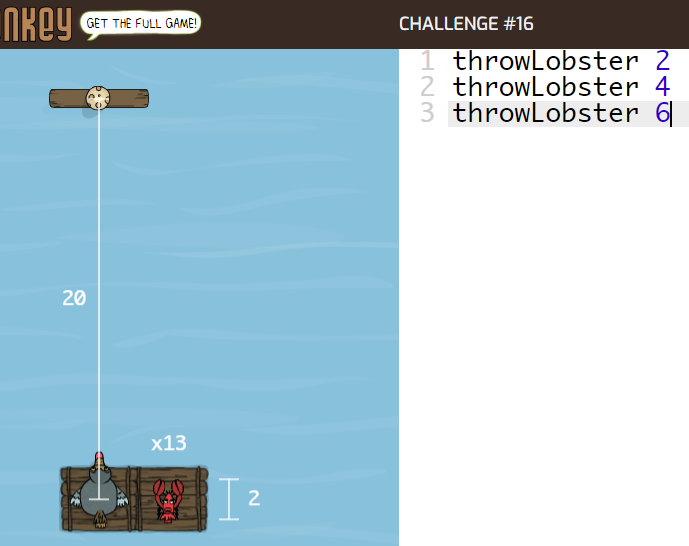 nkey
GET THE FULL GAME!
CHALLENGE #16
1 throwLobster 2
2 throwLobster 4
3 throwLobster 6
20
x13
2